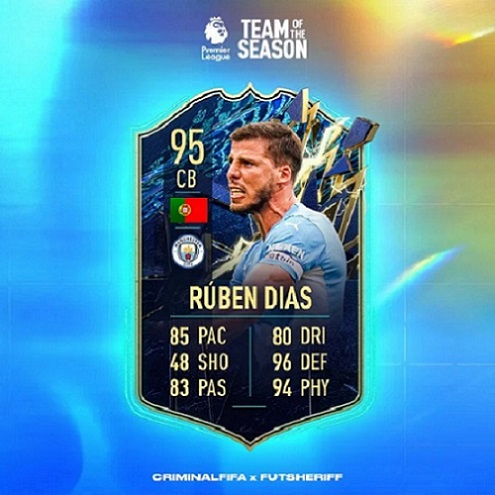 Premier
League
TEAM OF THE
SEASON
95
CB
RÚBEN DIAS
85 PAC 80 DRI
48 SHO 96 DEF
83 PAS 94 PHY
CRIMINALFIFA x FUTSHERIFF